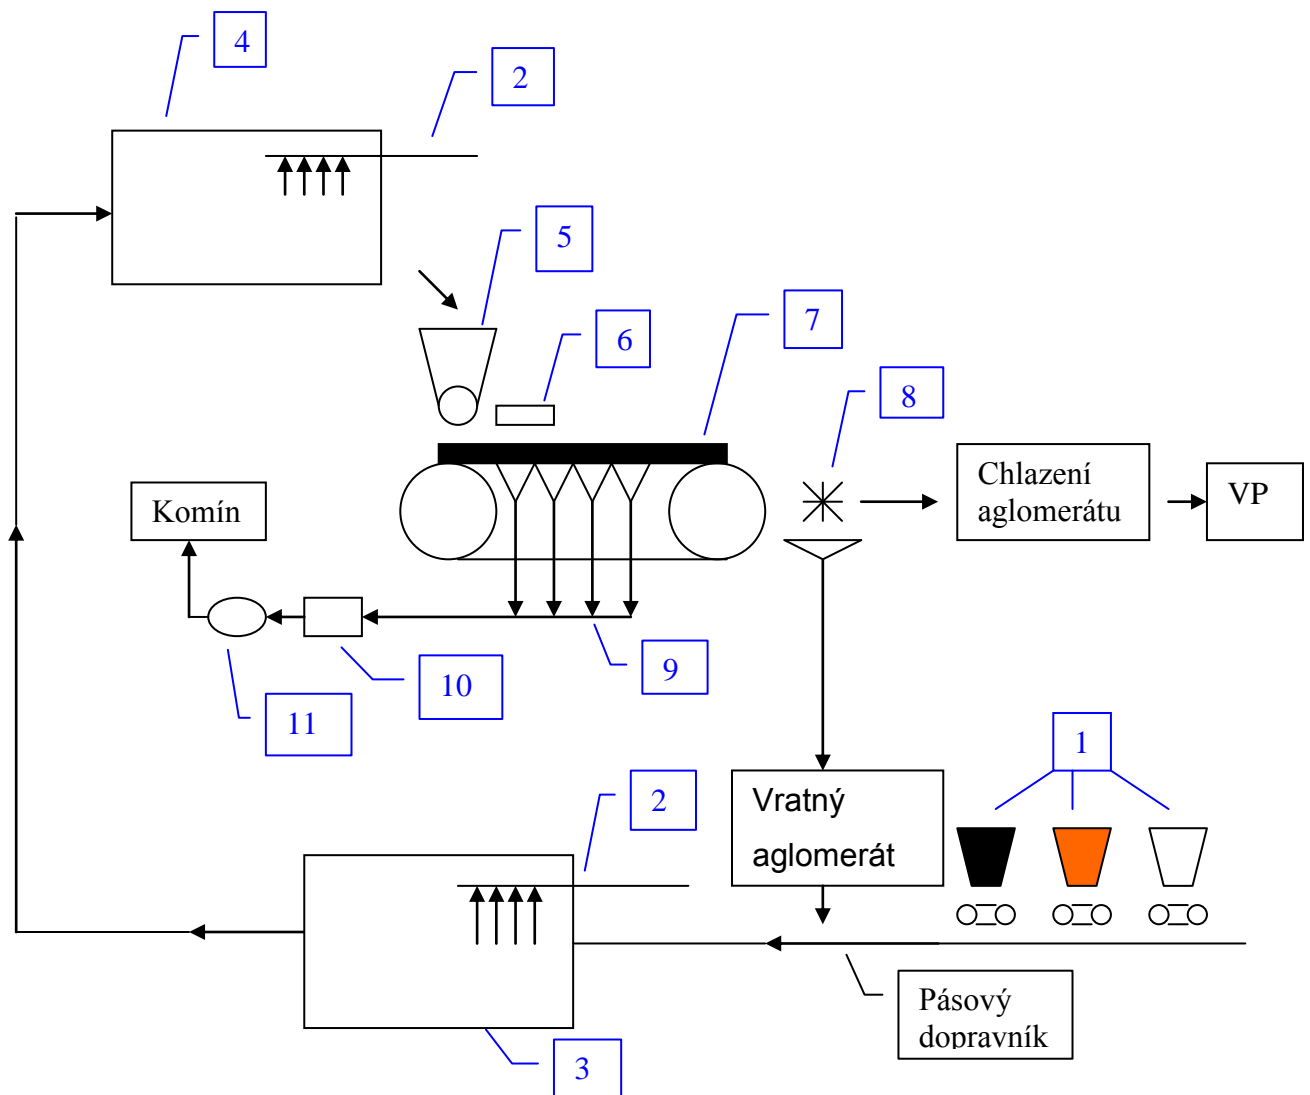 4
2
5
6
7
8
Chlazení
aglomerátu
VP
Komín
9
10
11
1
2
Vratný
aglomerát
Pásový
dopravník
3